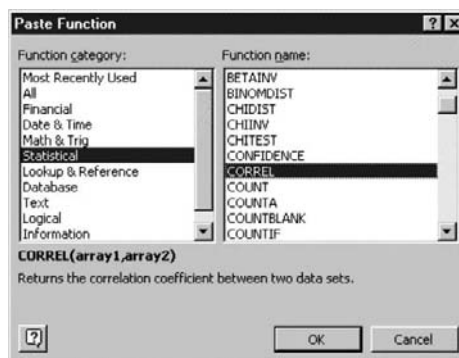 Paste Function
Function category:
Most Recently Used
All
Financial
Date & Time
Math & Trig
Statistical
Lookup & Reference
Database
Text
Logical
Information
Function name:
BETAINV
BINOMDIST
CHIDIST
CHIINV
CHITEST
CONFIDENCE
CORREL
COUNT
COUNTA
COUNTBLANK
COUNTIF
CORREL(array1,array2)
Returns the correlation coefficient between two data sets.
OK
Cancel